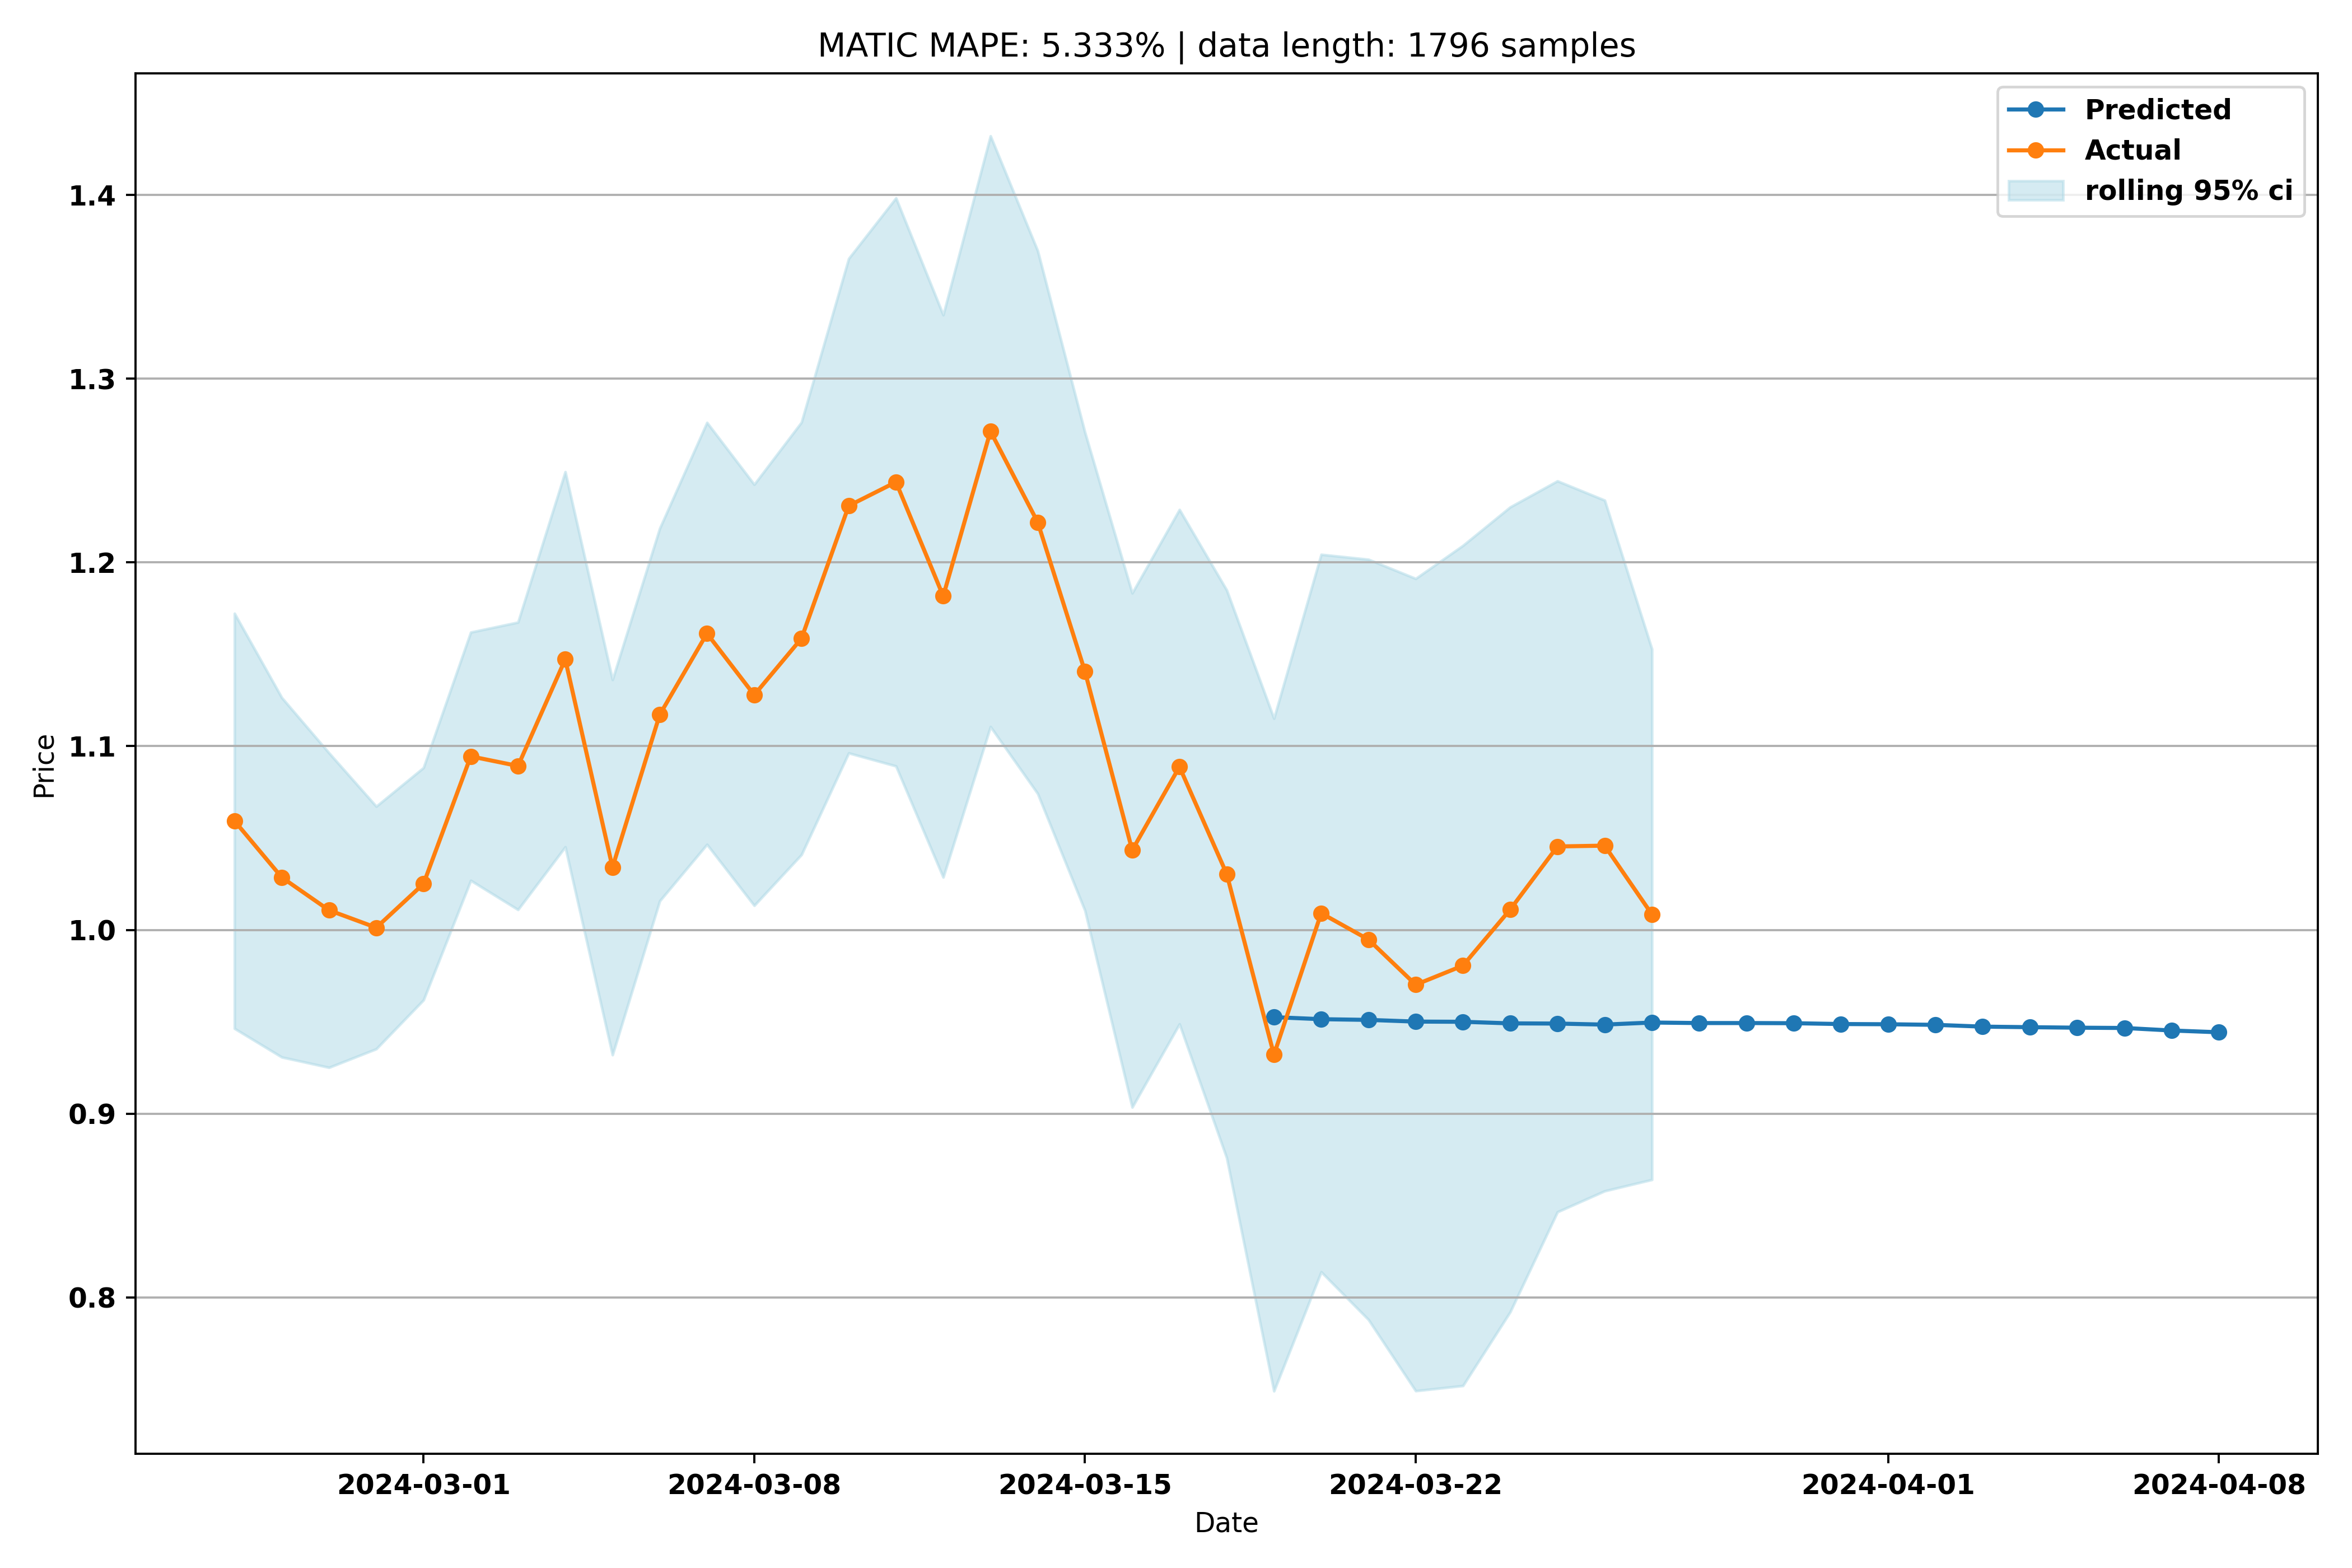 MATIC MAPE: 5.333% | data length: 1796 samples
Predicted
Actual
rolling 95% ci
1.4
1.3
1.2
1.1
1.0
0.9
0.8
Price
2024-03-01
2024-03-08
2024-03-15
2024-03-22
2024-04-01
2024-04-08
Date